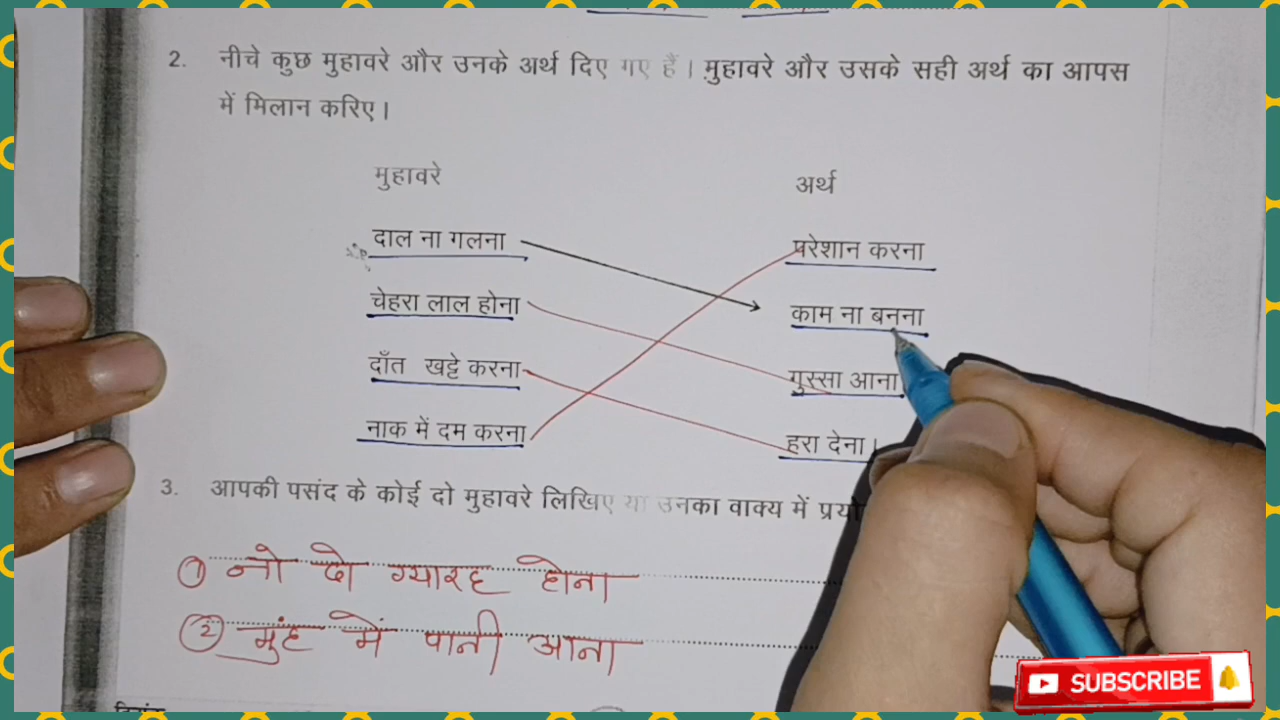 2. नीचे कुछ मुहावरे और उनके अर्थ दिए गए हैं। मुहावरे और उसके सही अर्थ का आपस
में मिलान करिए।
मुहावरे अर्थ
दाल ना गलना परेशान करना
चेहरा लाल होना काम ना बनना
दाँत खट्टे करना गुस्सा आना
नाक में दम करना हरा देना।
3. आपकी पसंद के कोई दो मुहावरे लिखिए या उनका वाक्य में
① नो दो ग्यारह होना
② मुंह में पानी आना
SUBSCRIBE